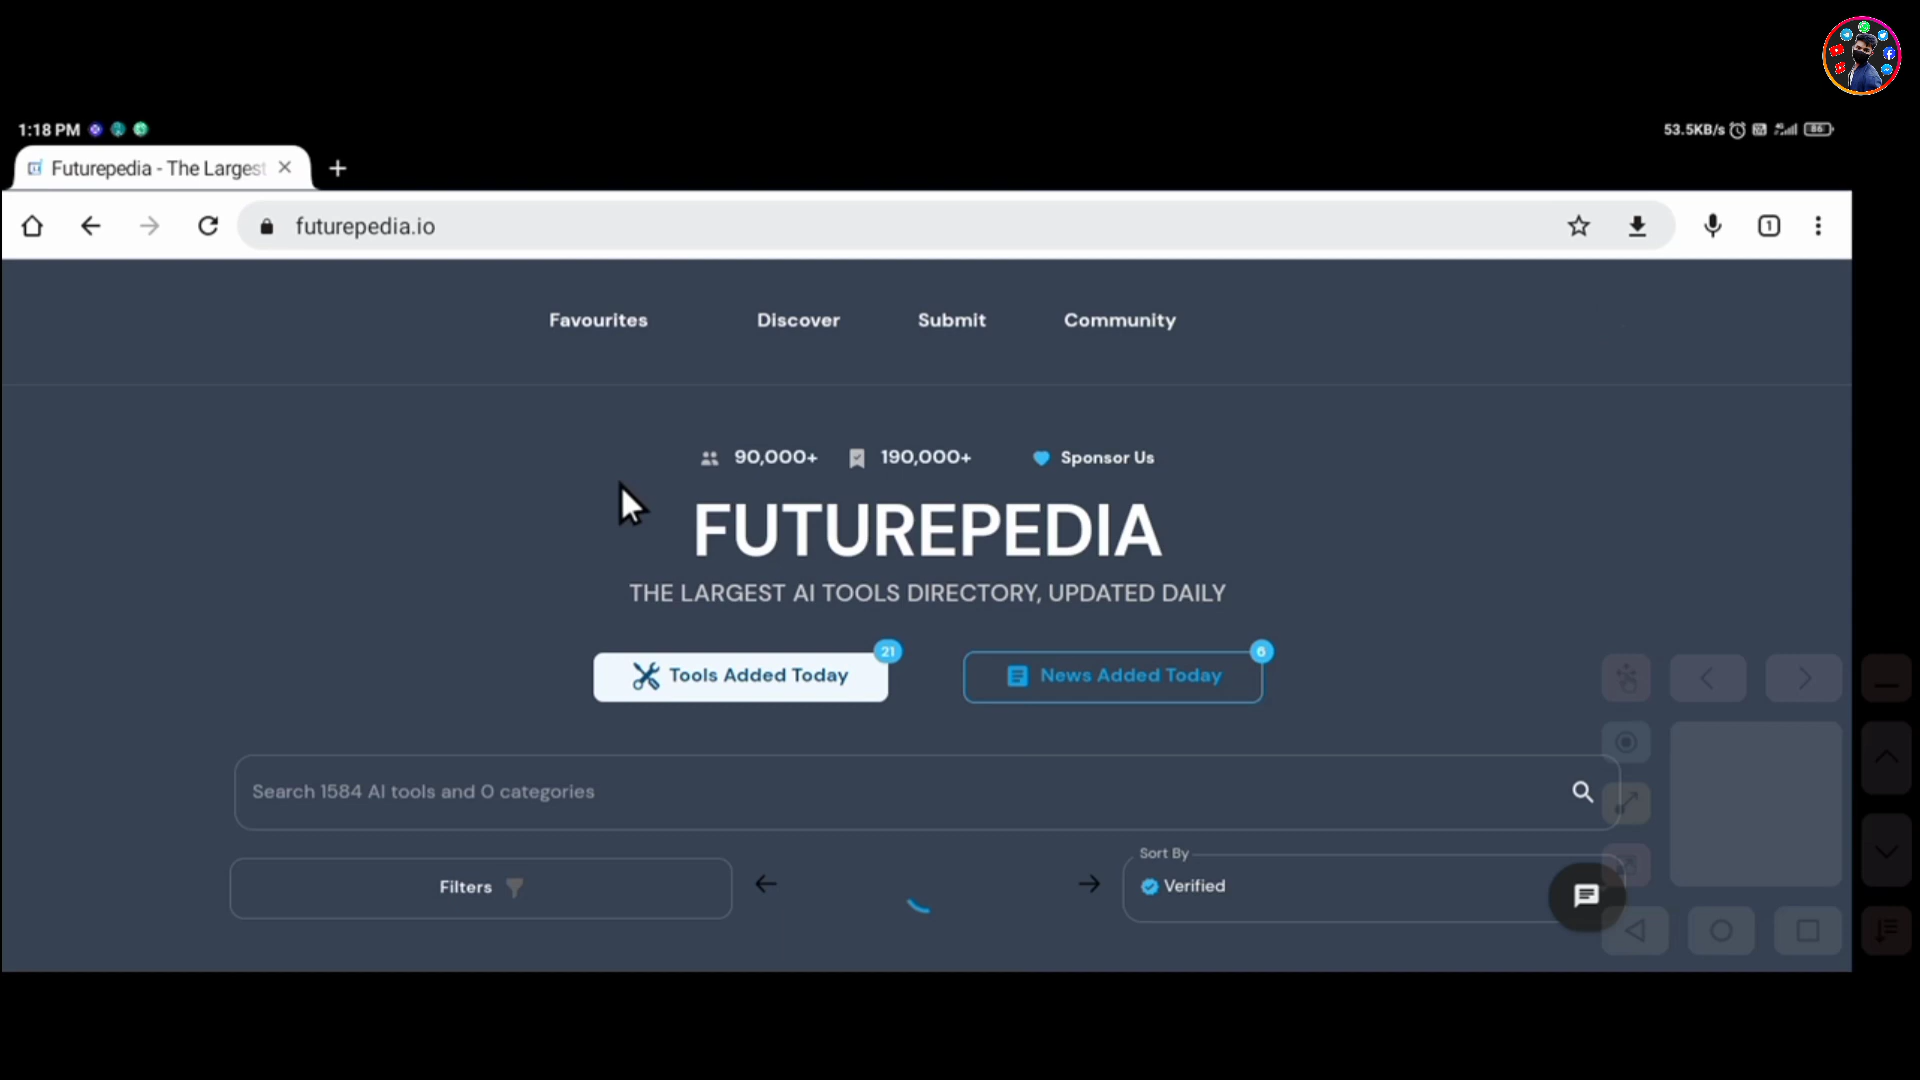 1:18 PM 53.5KB/s 86
Futurepedia - The Largest
futurepedia.io 1
Favourites Discover Submit Community
90,000+ 190,000+ Sponsor Us
FUTUREPEDIA
THE LARGEST AI TOOLS DIRECTORY, UPDATED DAILY
21 6
Tools Added Today News Added Today
Search 1584 AI tools and 0 categories
Sort By
Filters Verified